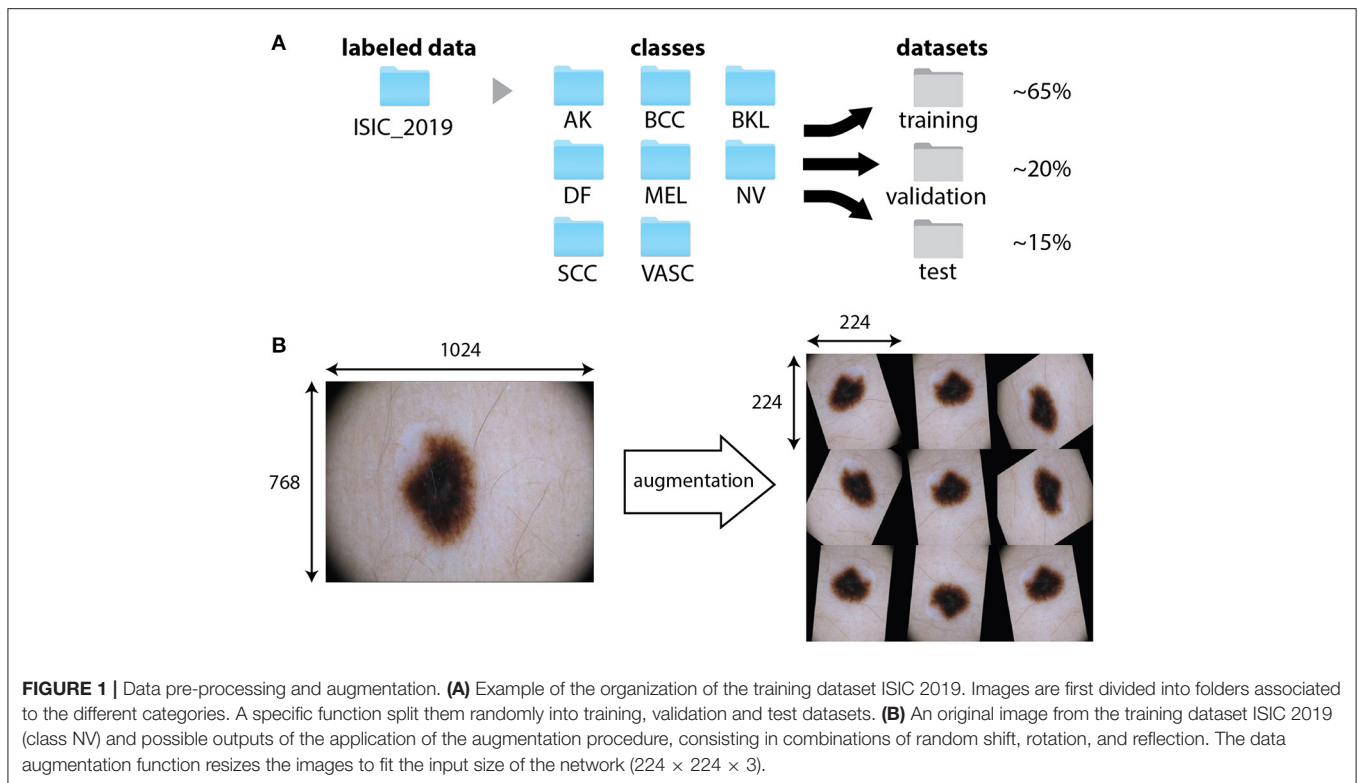 A
labeled data
classes
datasets
ISIC_2019
AK
BCC
BKL
training
~65%
DF
MEL
NV
validation
~20%
SCC
VASC
test
~15%
B
1024
768
augmentation
224
224
FIGURE 1 | Data pre-processing and augmentation. (A) Example of the organization of the training dataset ISIC 2019. Images are first divided into folders associated
to the different categories. A specific function split them randomly into training, validation and test datasets. (B) An original image from the training dataset ISIC 2019
(class NV) and possible outputs of the application of the augmentation procedure, consisting in combinations of random shift, rotation, and reflection. The data
augmentation function resizes the images to fit the input size of the network (224 × 224 × 3).